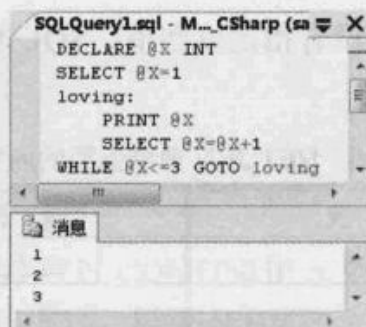 SQLQuery1.sql - M..._CSharp (sa
DECLARE @X INT
SELECT @X=1
loving:
PRINT @X
SELECT @X=@X+1
WHILE @X<=3 GOTO loving
消息
1
2
3